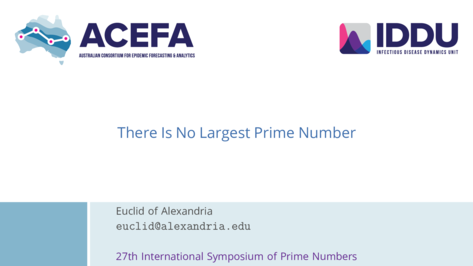 ACEFA
AUSTRALIAN CONSORTIUM FOR EPIDEMIC FORECASTING & ANALYTICS
IDDU
INFECTIOUS DISEASE DYNAMICS UNIT
There Is No Largest Prime Number
Euclid of Alexandria
euclid@alexandria.edu
27th International Symposium of Prime Numbers